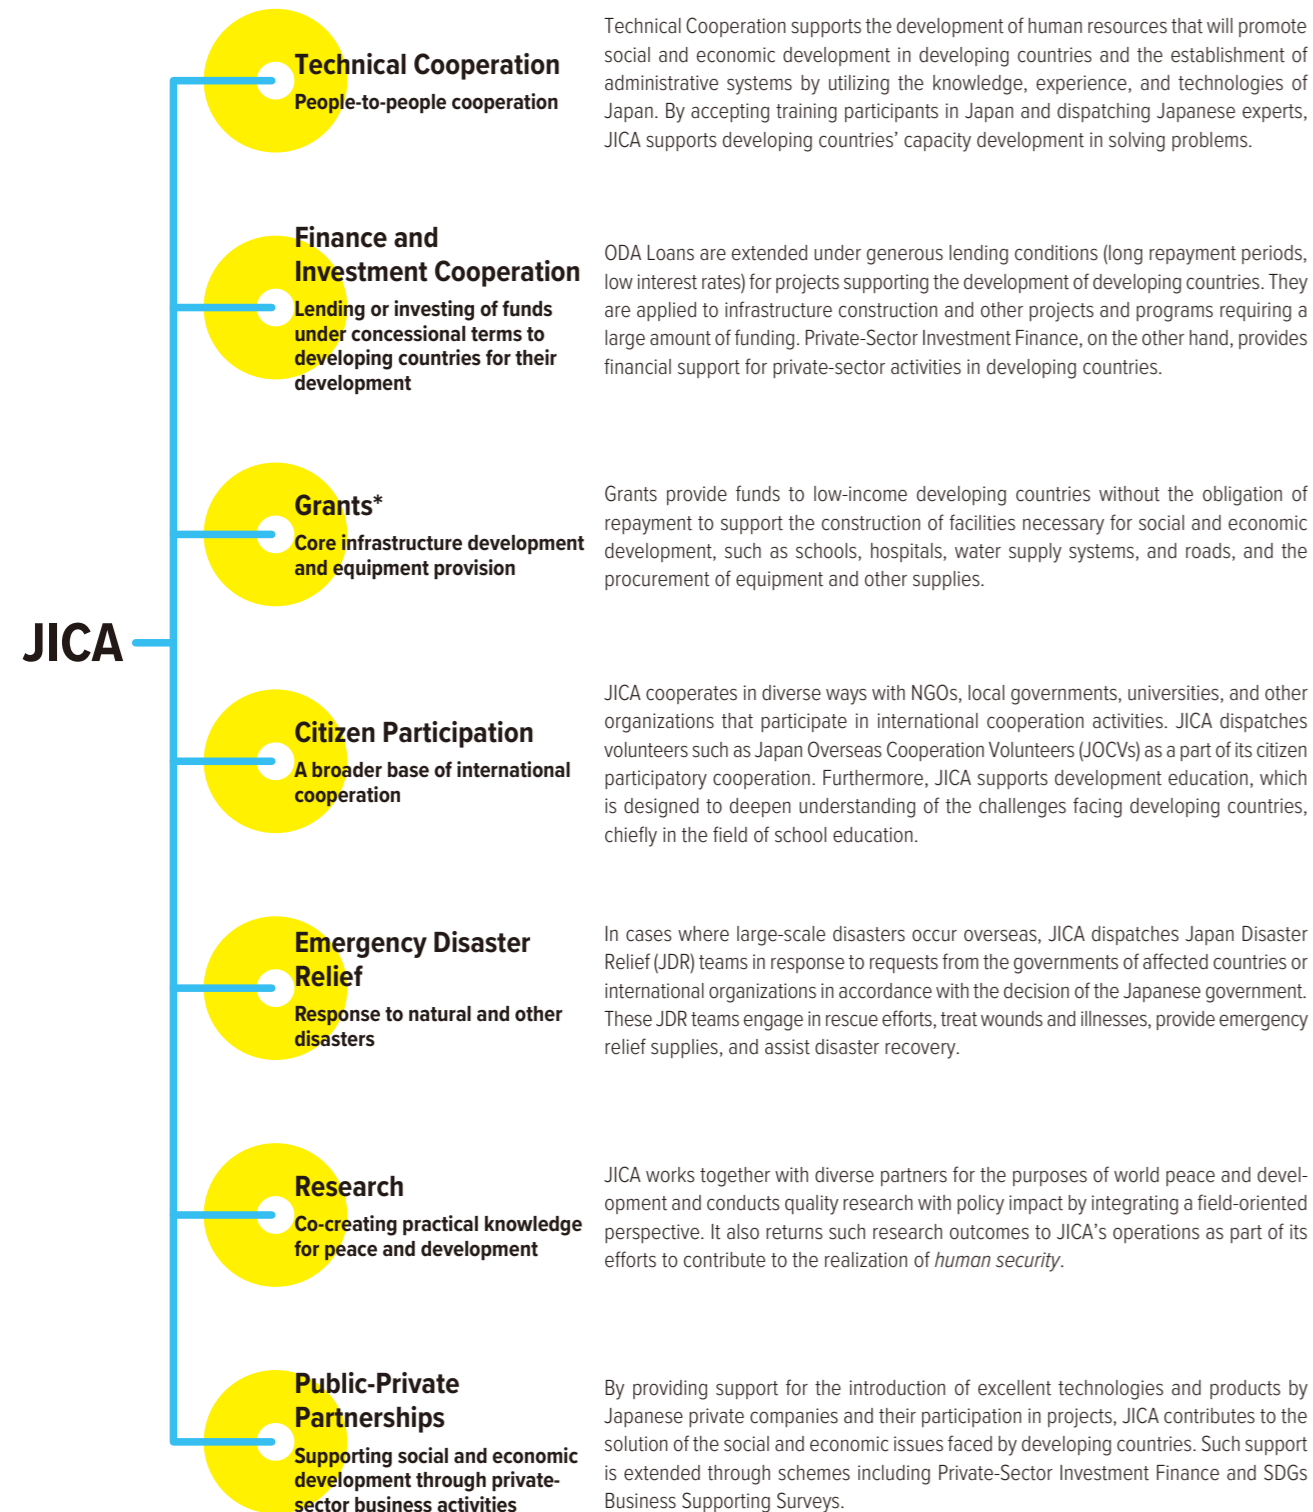 Technical Cooperation
People-to-people cooperation
Technical Cooperation supports the development of human resources that will promote
social and economic development in developing countries and the establishment of
administrative systems by utilizing the knowledge, experience, and technologies of
Japan. By accepting training participants in Japan and dispatching Japanese experts,
JICA supports developing countries’ capacity development in solving problems.
Finance and
Investment Cooperation
Lending or investing of funds
under concessional terms to
developing countries for their
development
ODA Loans are extended under generous lending conditions (long repayment periods,
low interest rates) for projects supporting the development of developing countries. They
are applied to infrastructure construction and other projects and programs requiring a
large amount of funding. Private-Sector Investment Finance, on the other hand, provides
financial support for private-sector activities in developing countries.
Grants*
Core infrastructure development
and equipment provision
Grants provide funds to low-income developing countries without the obligation of
repayment to support the construction of facilities necessary for social and economic
development, such as schools, hospitals, water supply systems, and roads, and the
procurement of equipment and other supplies.
JICA
Citizen Participation
A broader base of international
cooperation
JICA cooperates in diverse ways with NGOs, local governments, universities, and other
organizations that participate in international cooperation activities. JICA dispatches
volunteers such as Japan Overseas Cooperation Volunteers (JOCVs) as a part of its citizen
participatory cooperation. Furthermore, JICA supports development education, which
is designed to deepen understanding of the challenges facing developing countries,
chiefly in the field of school education.
Emergency Disaster
Relief
Response to natural and other
disasters
In cases where large-scale disasters occur overseas, JICA dispatches Japan Disaster
Relief (JDR) teams in response to requests from the governments of affected countries or
international organizations in accordance with the decision of the Japanese government.
These JDR teams engage in rescue efforts, treat wounds and illnesses, provide emergency
relief supplies, and assist disaster recovery.
Research
Co-creating practical knowledge
for peace and development
JICA works together with diverse partners for the purposes of world peace and devel-
opment and conducts quality research with policy impact by integrating a field-oriented
perspective. It also returns such research outcomes to JICA’s operations as part of its
efforts to contribute to the realization of human security.
Public-Private
Partnerships
Supporting social and economic
development through private-
sector business activities
By providing support for the introduction of excellent technologies and products by
Japanese private companies and their participation in projects, JICA contributes to the
solution of the social and economic issues faced by developing countries. Such support
is extended through schemes including Private-Sector Investment Finance and SDGs
Business Supporting Surveys.